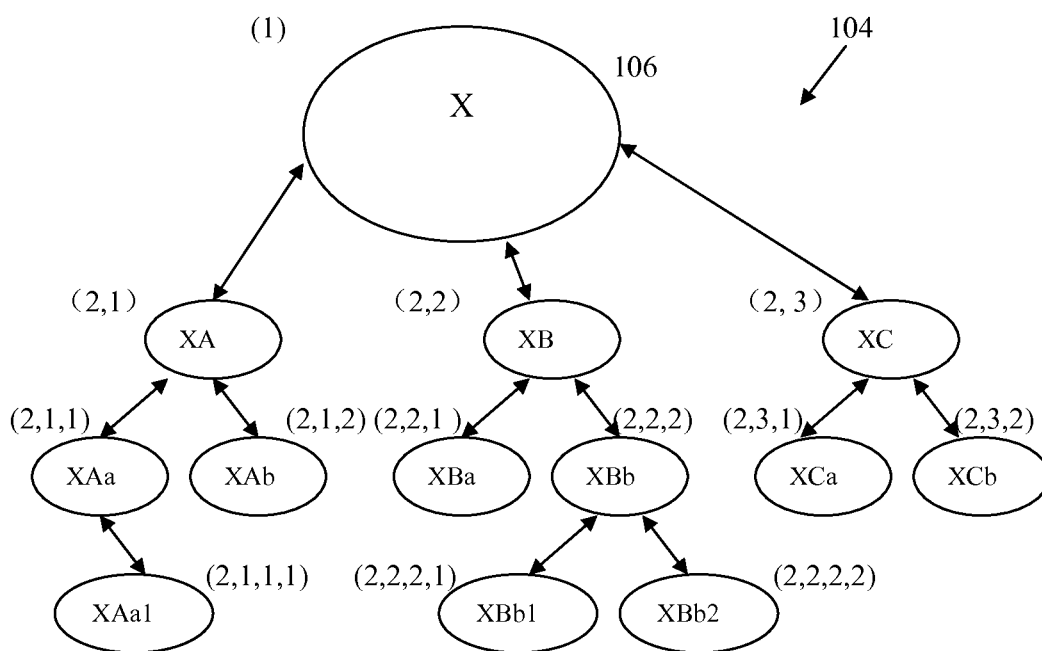 (1)
104
106
X
（2,1）
（2,2）
（2, 3）
XA
XB
XC
(2,1,1)
(2,1,2)
(2,2,1 )
(2,2,2)
(2,3,1)
(2,3,2)
XAa
XAb
XBa
XBb
XCa
XCb
(2,1,1,1)
(2,2,2,1)
(2,2,2,2)
XAa1
XBb1
XBb2